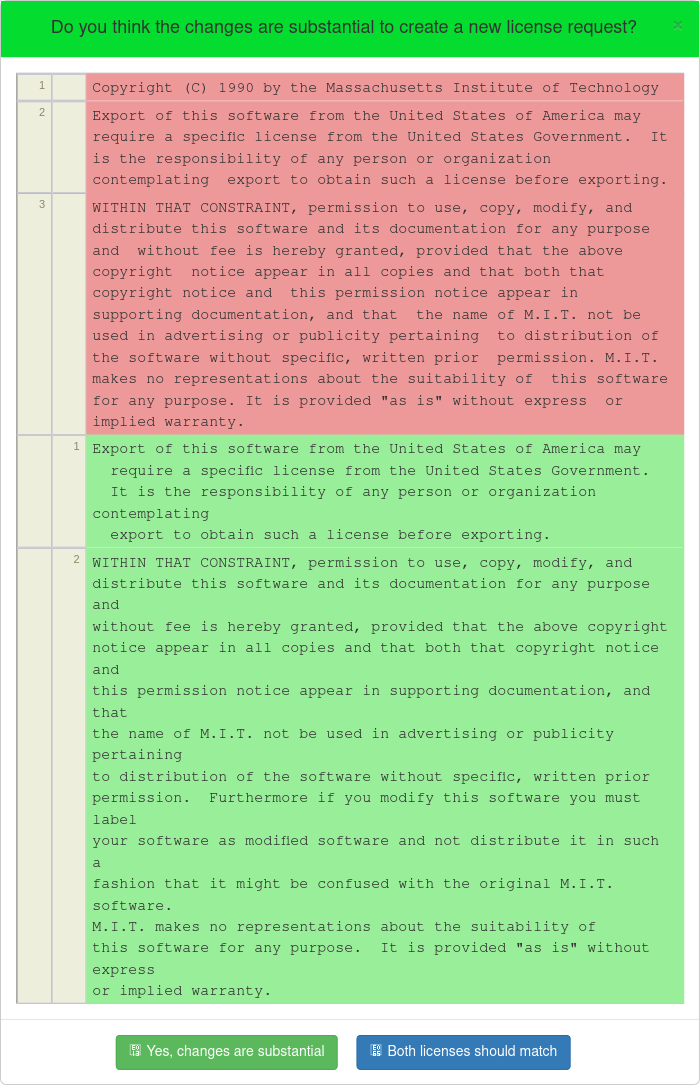 Do you think the changes are substantial to create a new license request?
×
1 Copyright (C) 1990 by the Massachusetts Institute of Technology
2 Export of this software from the United States of America may
require a specific license from the United States Government.  It
is the responsibility of any person or organization
contemplating  export to obtain such a license before exporting.
3 WITHIN THAT CONSTRAINT, permission to use, copy, modify, and
distribute this software and its documentation for any purpose
and  without fee is hereby granted, provided that the above
copyright  notice appear in all copies and that both that
copyright notice and  this permission notice appear in
supporting documentation, and that  the name of M.I.T. not be
used in advertising or publicity pertaining  to distribution of
the software without specific, written prior  permission. M.I.T.
makes no representations about the suitability of  this software
for any purpose. It is provided "as is" without express  or
implied warranty.
1 Export of this software from the United States of America may
require a specific license from the United States Government.
It is the responsibility of any person or organization
contemplating
export to obtain such a license before exporting.
2 WITHIN THAT CONSTRAINT, permission to use, copy, modify, and
distribute this software and its documentation for any purpose
and
without fee is hereby granted, provided that the above copyright
notice appear in all copies and that both that copyright notice
and
this permission notice appear in supporting documentation, and
that
the name of M.I.T. not be used in advertising or publicity
pertaining
to distribution of the software without specific, written prior
permission.  Furthermore if you modify this software you must
label
your software as modified software and not distribute it in such
a
fashion that it might be confused with the original M.I.T.
software.
M.I.T. makes no representations about the suitability of
this software for any purpose.  It is provided "as is" without
express
or implied warranty.
Yes, changes are substantial
Both licenses should match